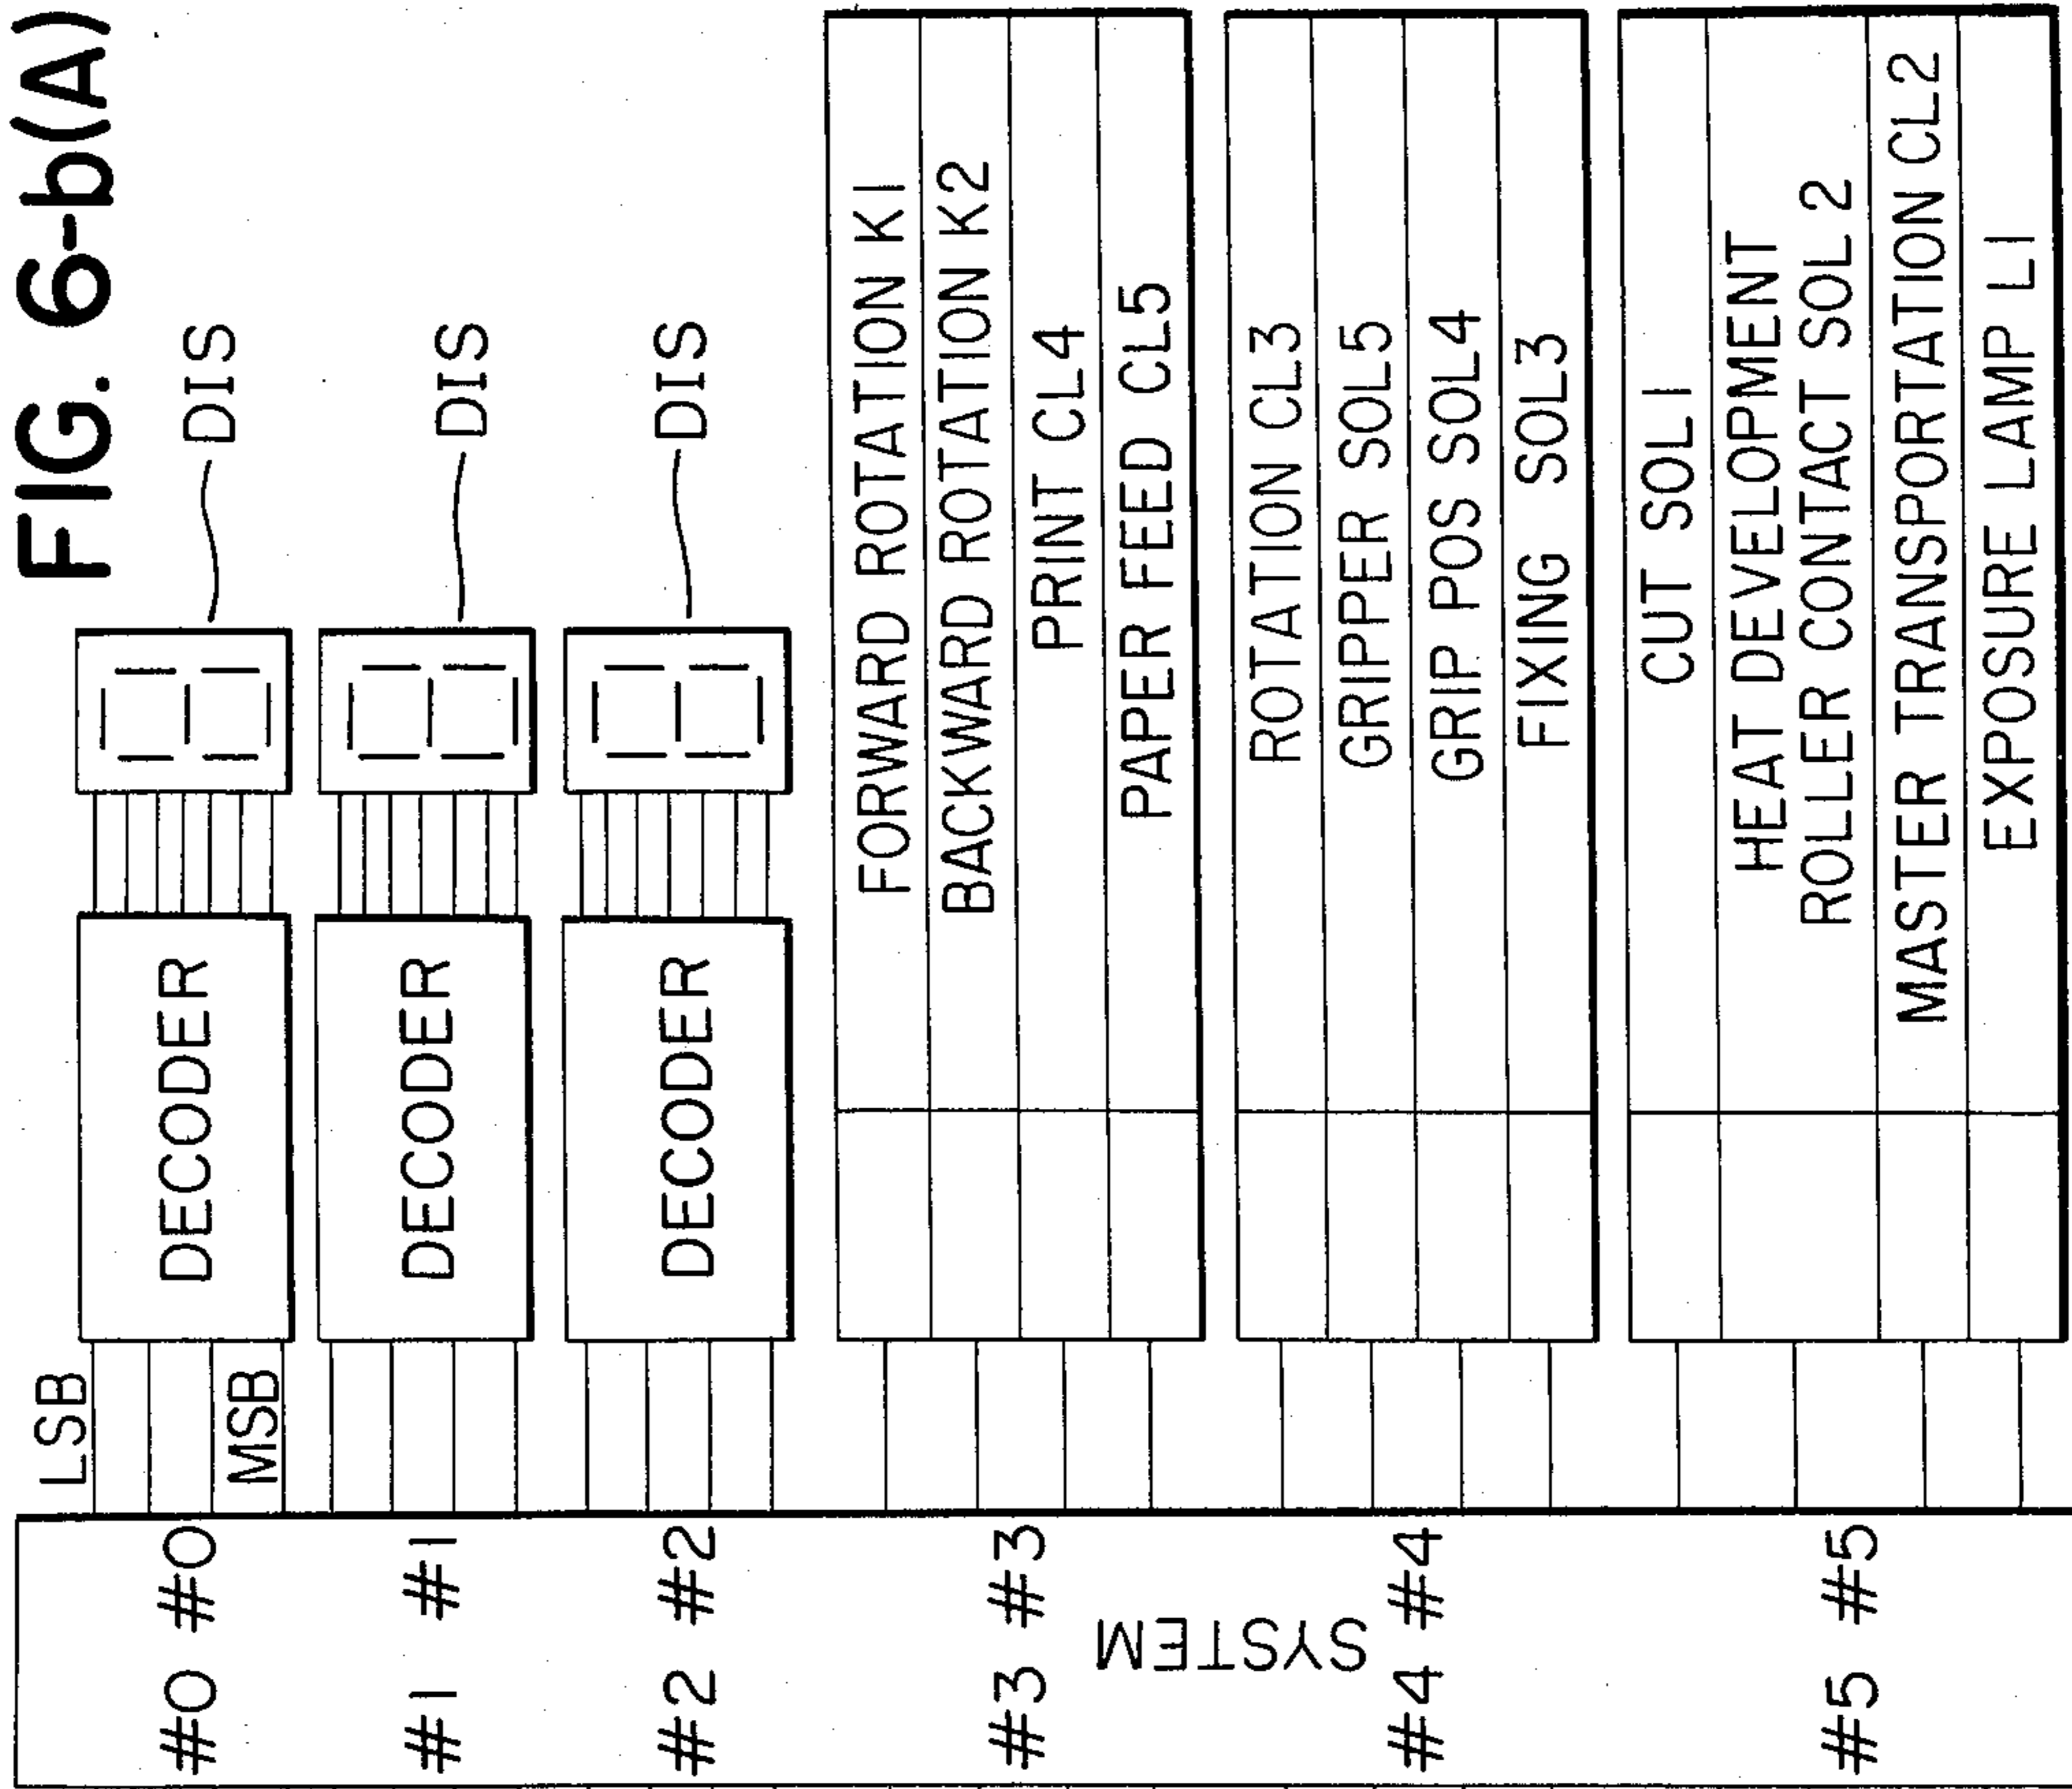 FIG. 6-b(A)
LSB
MSB
#0 #0
DECODER
DIS
#1 #1
DECODER
DIS
#2 #2
DECODER
DIS
SYSTEM
#3 #3
FORWARD ROTATION K1
BACKWARD ROTATION K2
PRINT CL4
PAPER FEED CL5
#4 #4
ROTATION CL3
GRIPPER SOL5
GRIP POS SOL4
FIXING SOL3
#5 #5
CUT SOL1
HEAT DEVELOPMENT
ROLLER CONTACT SOL 2
MASTER TRANSPORTATION CL2
EXPOSURE LAMP L1